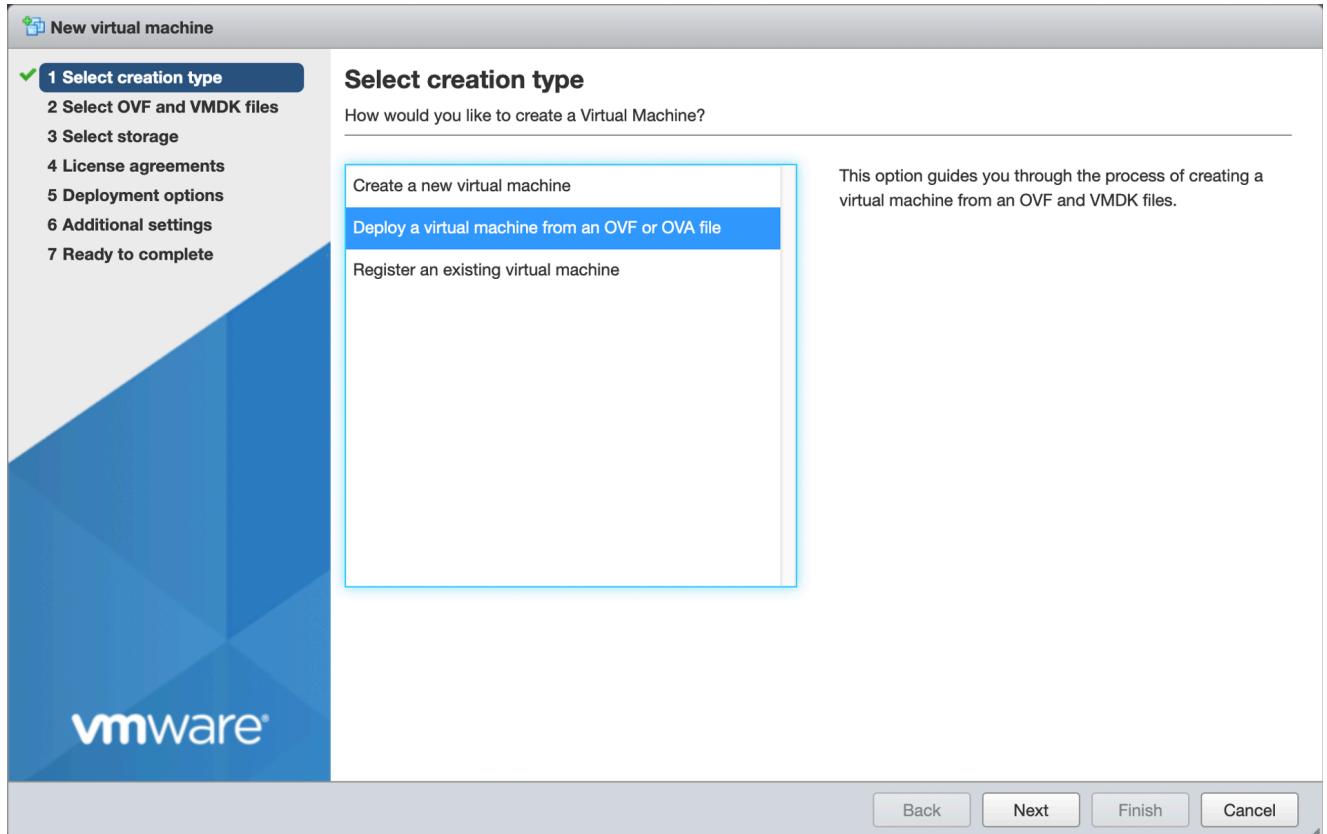 New virtual machine
1 Select creation type
2 Select OVF and VMDK files
3 Select storage
4 License agreements
5 Deployment options
6 Additional settings
7 Ready to complete
vmware®
Select creation type
How would you like to create a Virtual Machine?
Create a new virtual machine
Deploy a virtual machine from an OVF or OVA file
Register an existing virtual machine
This option guides you through the process of creating a
virtual machine from an OVF and VMDK files.
Back Next Finish Cancel